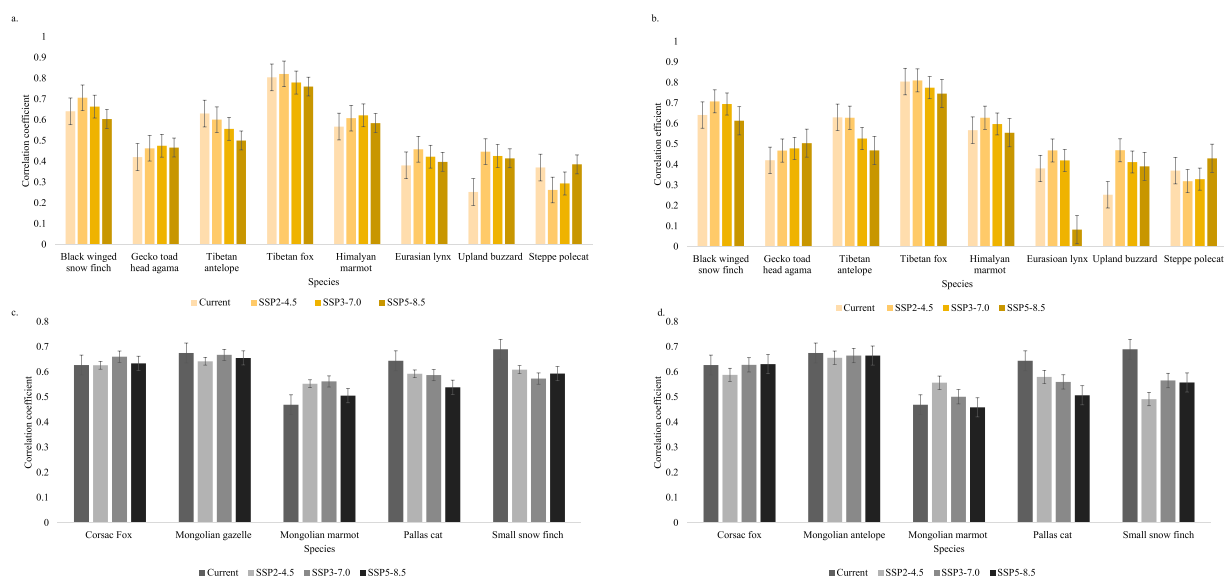 a.
Correlation coefficient
1
0.9
0.8
0.7
0.6
0.5
0.4
0.3
0.2
0.1
0
Black winged
snow finch
Gecko toad
head agama
Tibetan
antelope
Tibetan fox
Himalyan
marmot
Eurasian lynx
Upland buzzard
Steppe polecat
Species
Current
SSP2-4.5
SSP3-7.0
SSP5-8.5
b.
Correlation efficient
1
0.9
0.8
0.7
0.6
0.5
0.4
0.3
0.2
0.1
0
Black winged
snow finch
Gecko toad
head agama
Tibetan
antelope
Tibetan fox
Himalyan
marmot
Eurasioan lynx
Upland buzzard
Steppe polecat
Species
Current
SSP2-4.5
SSP3-7.0
SSP5-8.5
c.
Correlation coefficient
0.8
0.7
0.6
0.5
0.4
0.3
0.2
0.1
0
Corsac Fox
Mongolian gazelle
Mongolian marmot
Pallas cat
Small snow finch
Species
Current
SSP2-4.5
SSP3-7.0
SSP5-8.5
d.
Correlation coefficient
0.8
0.7
0.6
0.5
0.4
0.3
0.2
0.1
0
Corsac fox
Mongolian antelope
Mongolian marmot
Pallas cat
Small snow finch
Species
Current
SSP2-4.5
SSP3-7.0
SSP5-8.5